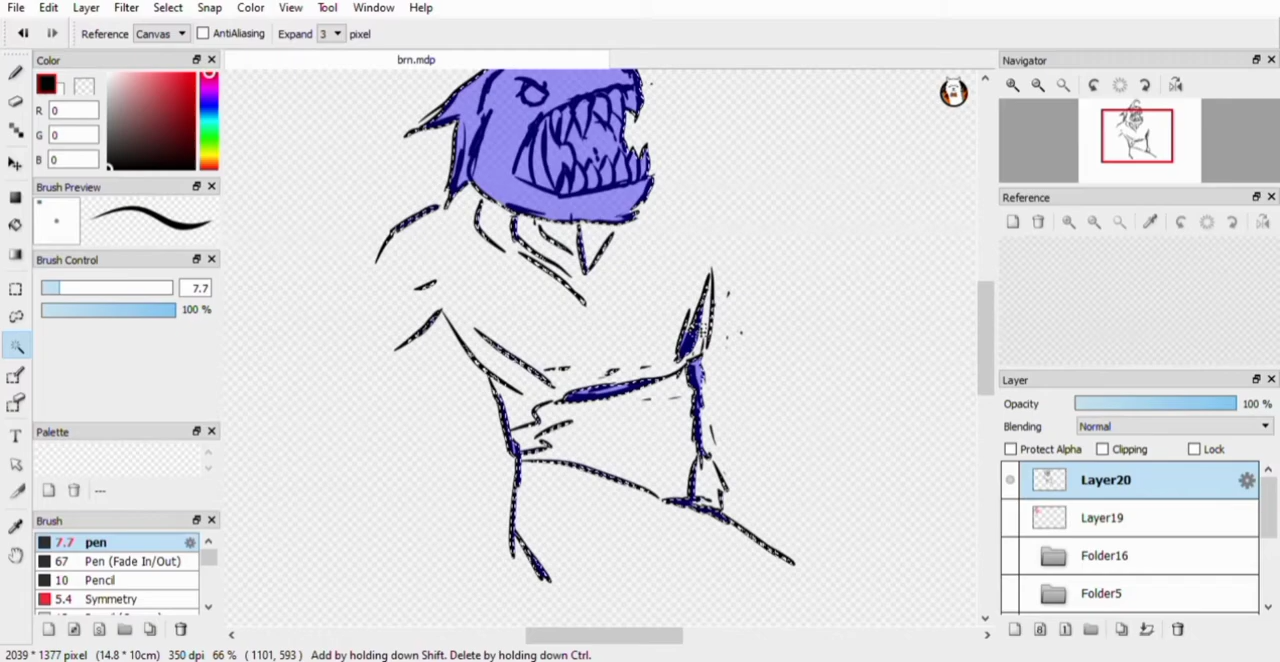 File Edit Layer Filter Select Snap Color View Tool Window Help
Reference Canvas AntiAliasing Expand 3 pixel
Color
brn.mdp
Navigator
R 0
G 0
B 0
Brush Preview
Reference
Brush Control
7.7
100 %
Layer
Opacity 100 %
Blending Normal
Palette
Protect Alpha Clipping Lock
Layer20
---
Layer19
Brush
7.7 pen
67 Pen (Fade In/Out)
Folder16
10 Pencil
5.4 Symmetry
Folder5
2039 * 1377 pixel (14.8 * 10cm) 350 dpi 66 % ( 1101, 593 ) Add by holding down Shift. Delete by holding down Ctrl.